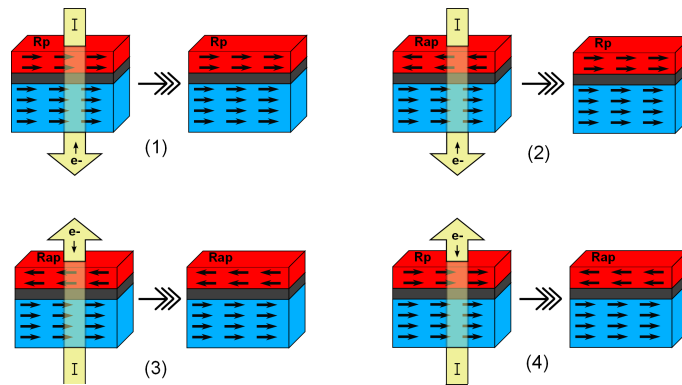 I
Rp
Rp
e-
(1)
I
Rap
Rp
e-
(2)
e-
Rap
Rap
I
(3)
e-
Rp
Rap
I
(4)